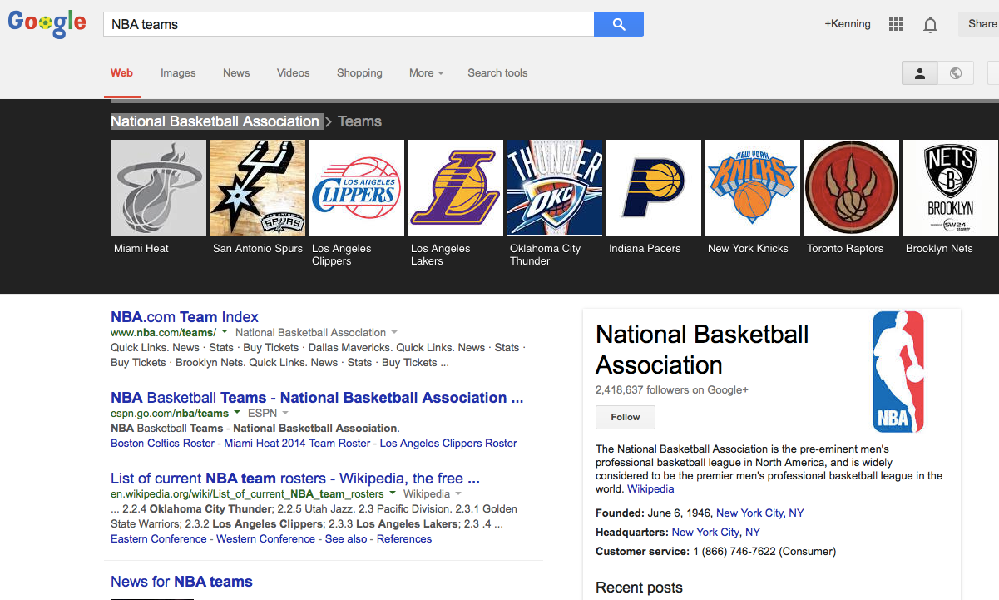 Google
NBA teams
+Kenning
Share
Web Images News Videos Shopping More Search tools
National Basketball Association > Teams
LOS ANGELES
CLIPPERS
THUNDER
OKC
NEW YORK
KNICKS
NETS
B
BROOKLYN
SW24
SECURITY
SAN ANTONIO
SPURS
Miami Heat
San Antonio Spurs
Los Angeles
Clippers
Los Angeles
Lakers
Oklahoma City
Thunder
Indiana Pacers
New York Knicks
Toronto Raptors
Brooklyn Nets
NBA.com Team Index
www.nba.com/teams/ National Basketball Association
Quick Links. News · Stats · Buy Tickets · Dallas Mavericks. Quick Links. News · Stats ·
Buy Tickets · Brooklyn Nets. Quick Links. News · Stats · Buy Tickets ...
NBA Basketball Teams - National Basketball Association ...
espn.go.com/nba/teams ESPN
NBA Basketball Teams - National Basketball Association.
Boston Celtics Roster - Miami Heat 2014 Team Roster - Los Angeles Clippers Roster
List of current NBA team rosters - Wikipedia, the free ...
en.wikipedia.org/wiki/List_of_current_NBA_team_rosters Wikipedia
... 2.2.4 Oklahoma City Thunder; 2.2.5 Utah Jazz. 2.3 Pacific Division. 2.3.1 Golden
State Warriors; 2.3.2 Los Angeles Clippers; 2.3.3 Los Angeles Lakers; 2.3 .4 ...
Eastern Conference - Western Conference - See also - References
News for NBA teams
National Basketball
Association
2,418,637 followers on Google+
Follow
NBA
The National Basketball Association is the pre-eminent men's
professional basketball league in North America, and is widely
considered to be the premier men's professional basketball league in the
world. Wikipedia
Founded: June 6, 1946, New York City, NY
Headquarters: New York City, NY
Customer service: 1 (866) 746-7622 (Consumer)
Recent posts